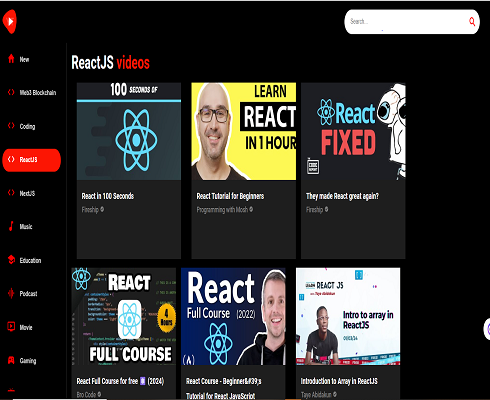 Search...
New
Web3 Blockchain
Coding
ReactJS
NextJS
Music
Education
Podcast
Movie
Gaming
ReactJS videos
100 SECONDS OF
React in 100 Seconds
Fireship
LEARN
REACT
IN 1 HOUR
React Tutorial for Beginners
Programming with Mosh
React
FIXED
They made React great again?
Fireship
REACT
4
Hours
FULL COURSE
React Full Course for free (2024)
Bro Code
React
Full Course (2022)
React Course - Beginner&#39;s
Tutorial for React JavaScript
REACT JS
Taye Abidakun
Intro to array in
ReactJS
Introduction to Array in ReactJS
Taye Abidakun